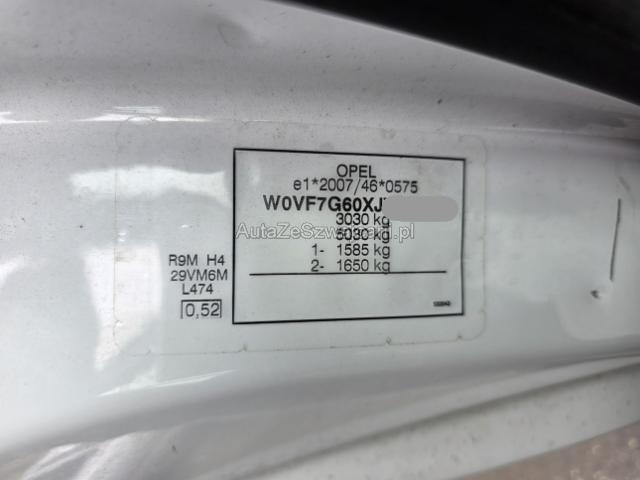 OPEL
e1*2007/46*0575
W0VF7G60XJ
3030 kg
5030 kg
AutaZeSzwajcarii.pl
1- 1585 kg
2- 1650 kg
R9M H4
29VM6M
L474
0,52